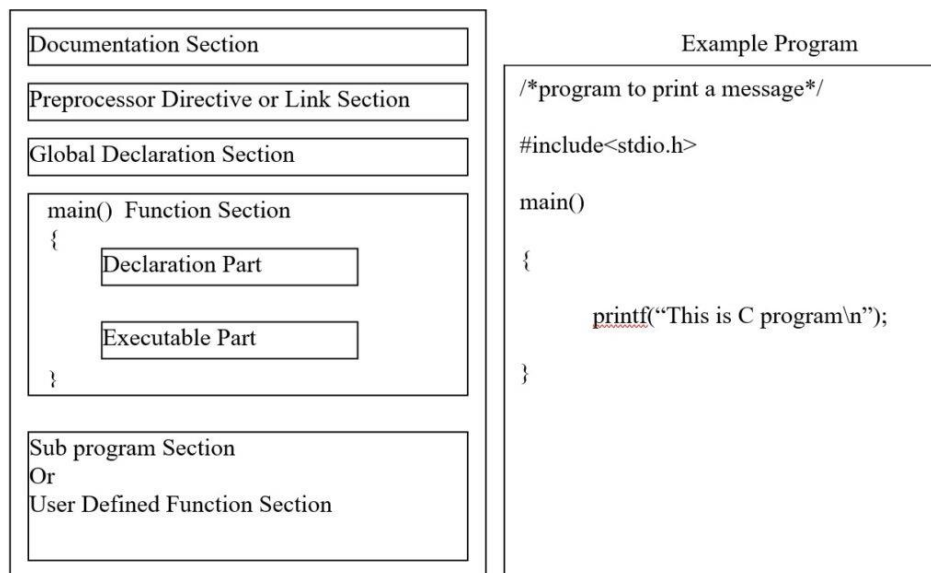 Documentation Section
Preprocessor Directive or Link Section
Global Declaration Section
main()  Function Section
{
Declaration Part
Executable Part
}
Sub program Section
Or
User Defined Function Section
Example Program
/*program to print a message*/
#include<stdio.h>
main()
{
printf(“This is C program\n”);
}